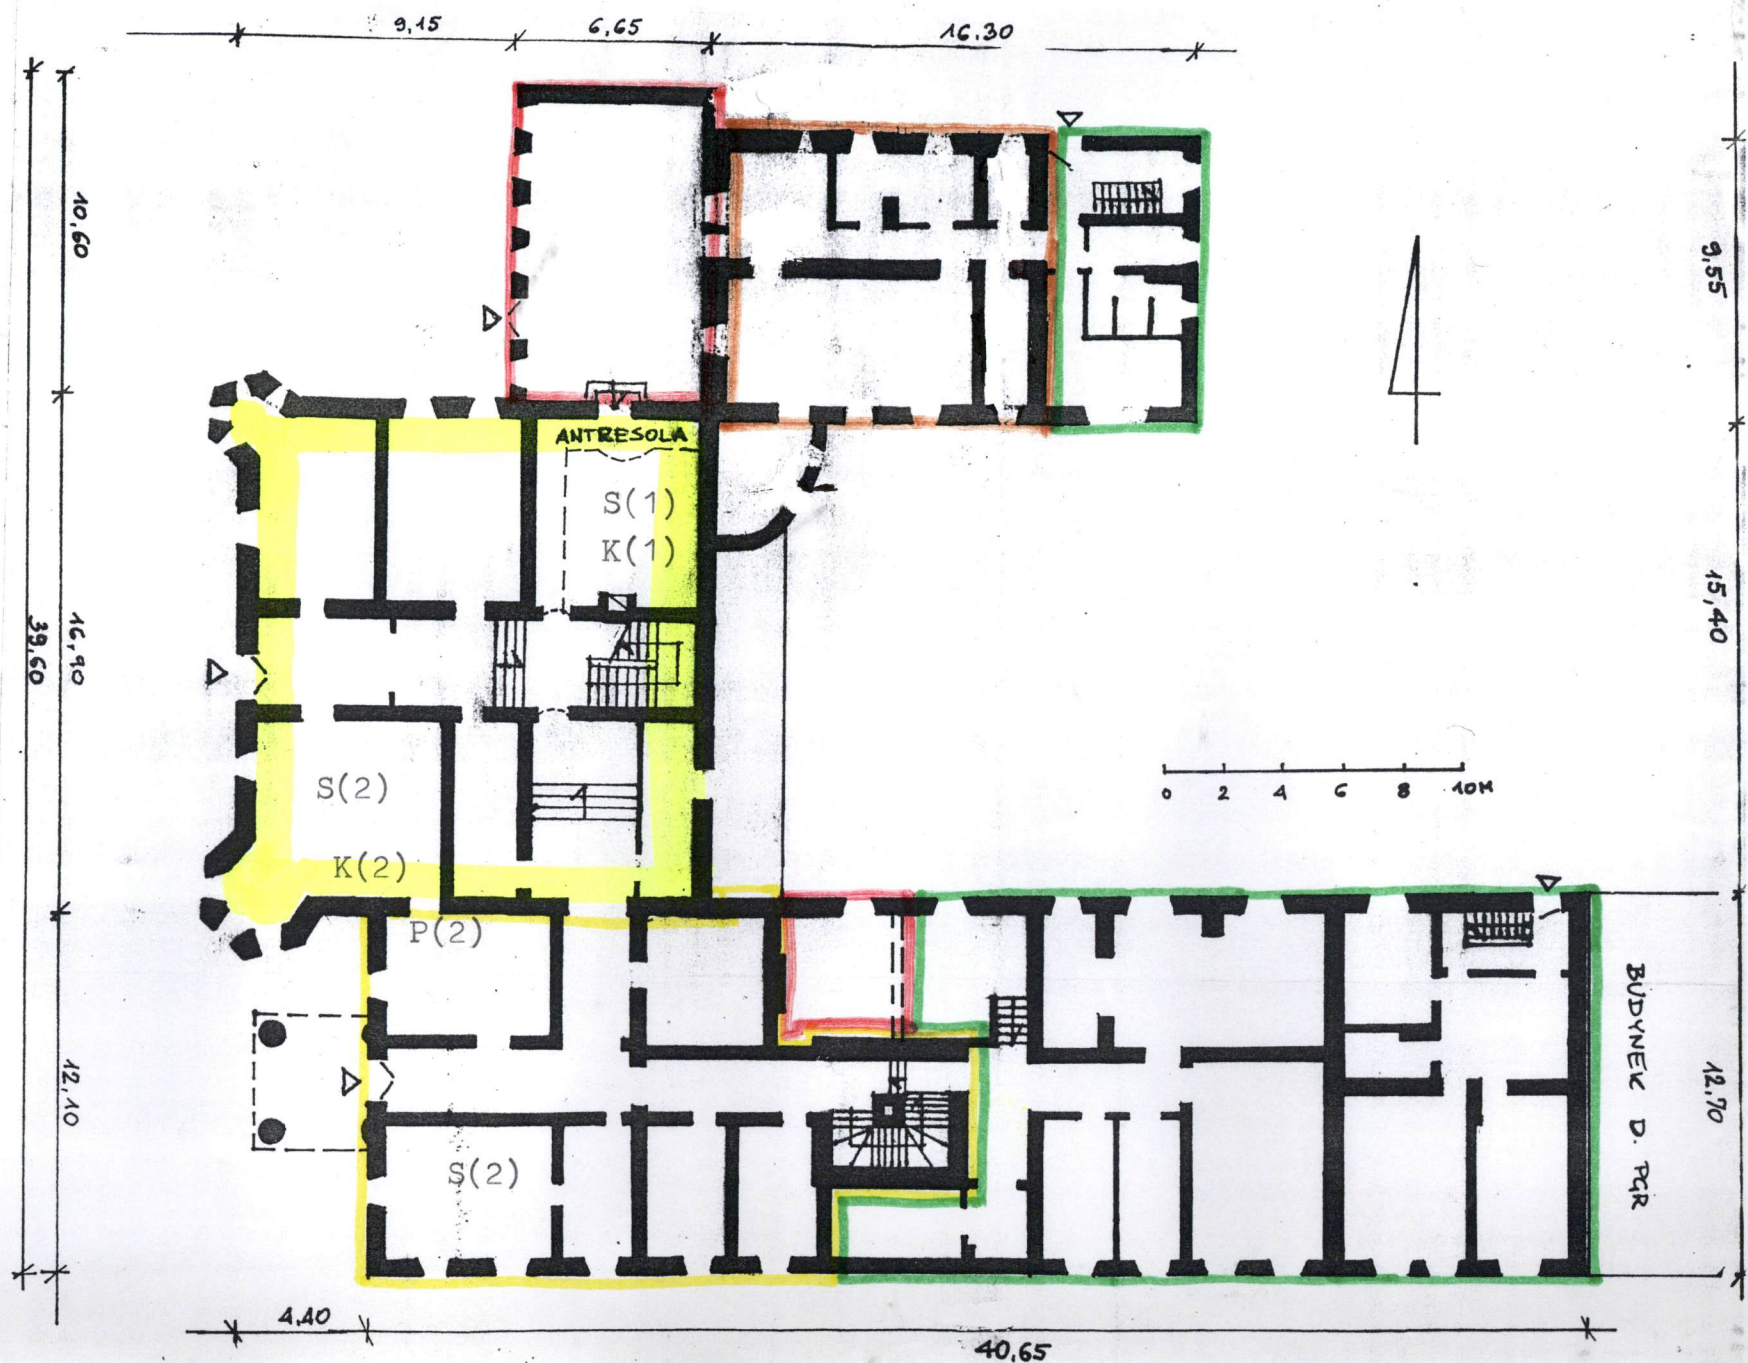 9,15
6,65
16.30
10,60
39,60
16,90
12,10
9,55
15,40
12,70
ANTRESOLA
S(1)
K(1)
S(2)
K(2)
P(2)
S(2)
0 2 4 6 8 10M
BUDYNEK D. PGR
4,40
40,65